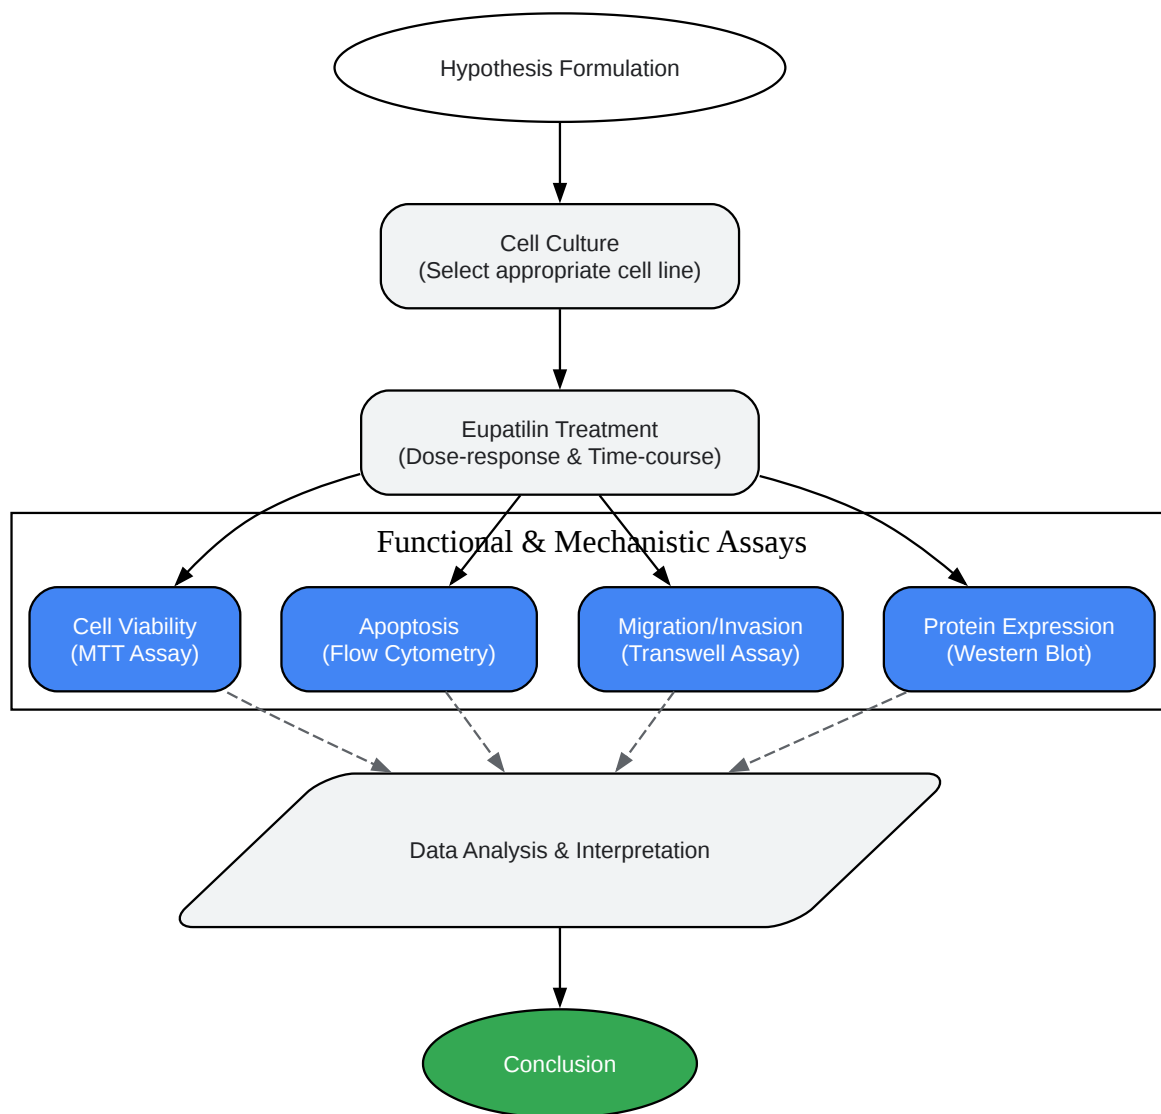 Hypothesis Formulation
Cell Culture
(Select appropriate cell line)
Eupatilin Treatment
(Dose-response & Time-course)
Functional & Mechanistic Assays
Cell Viability
(MTT Assay)
Apoptosis
(Flow Cytometry)
Migration/Invasion
(Transwell Assay)
Protein Expression
(Western Blot)
Data Analysis & Interpretation
Conclusion